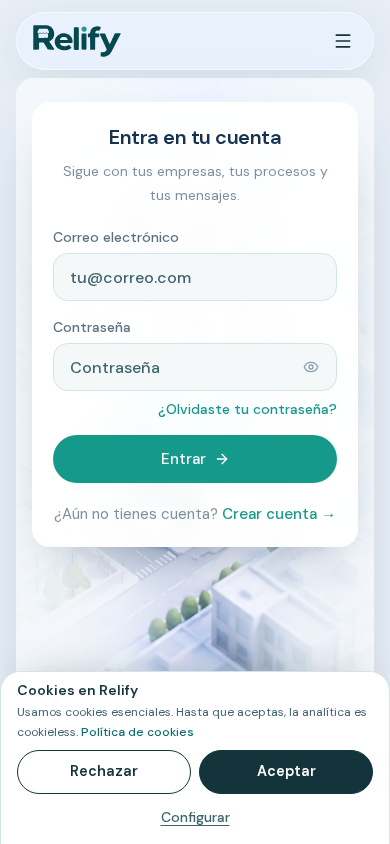 Relify
Entra en tu cuenta
Sigue con tus empresas, tus procesos y
tus mensajes.
Correo electrónico
tu@correo.com
Contraseña
Contraseña
¿Olvidaste tu contraseña?
Entrar →
¿Aún no tienes cuenta? Crear cuenta →
Cookies en Relify
Usamos cookies esenciales. Hasta que aceptas, la analítica es
cookieless. Política de cookies
Rechazar
Aceptar
Configurar